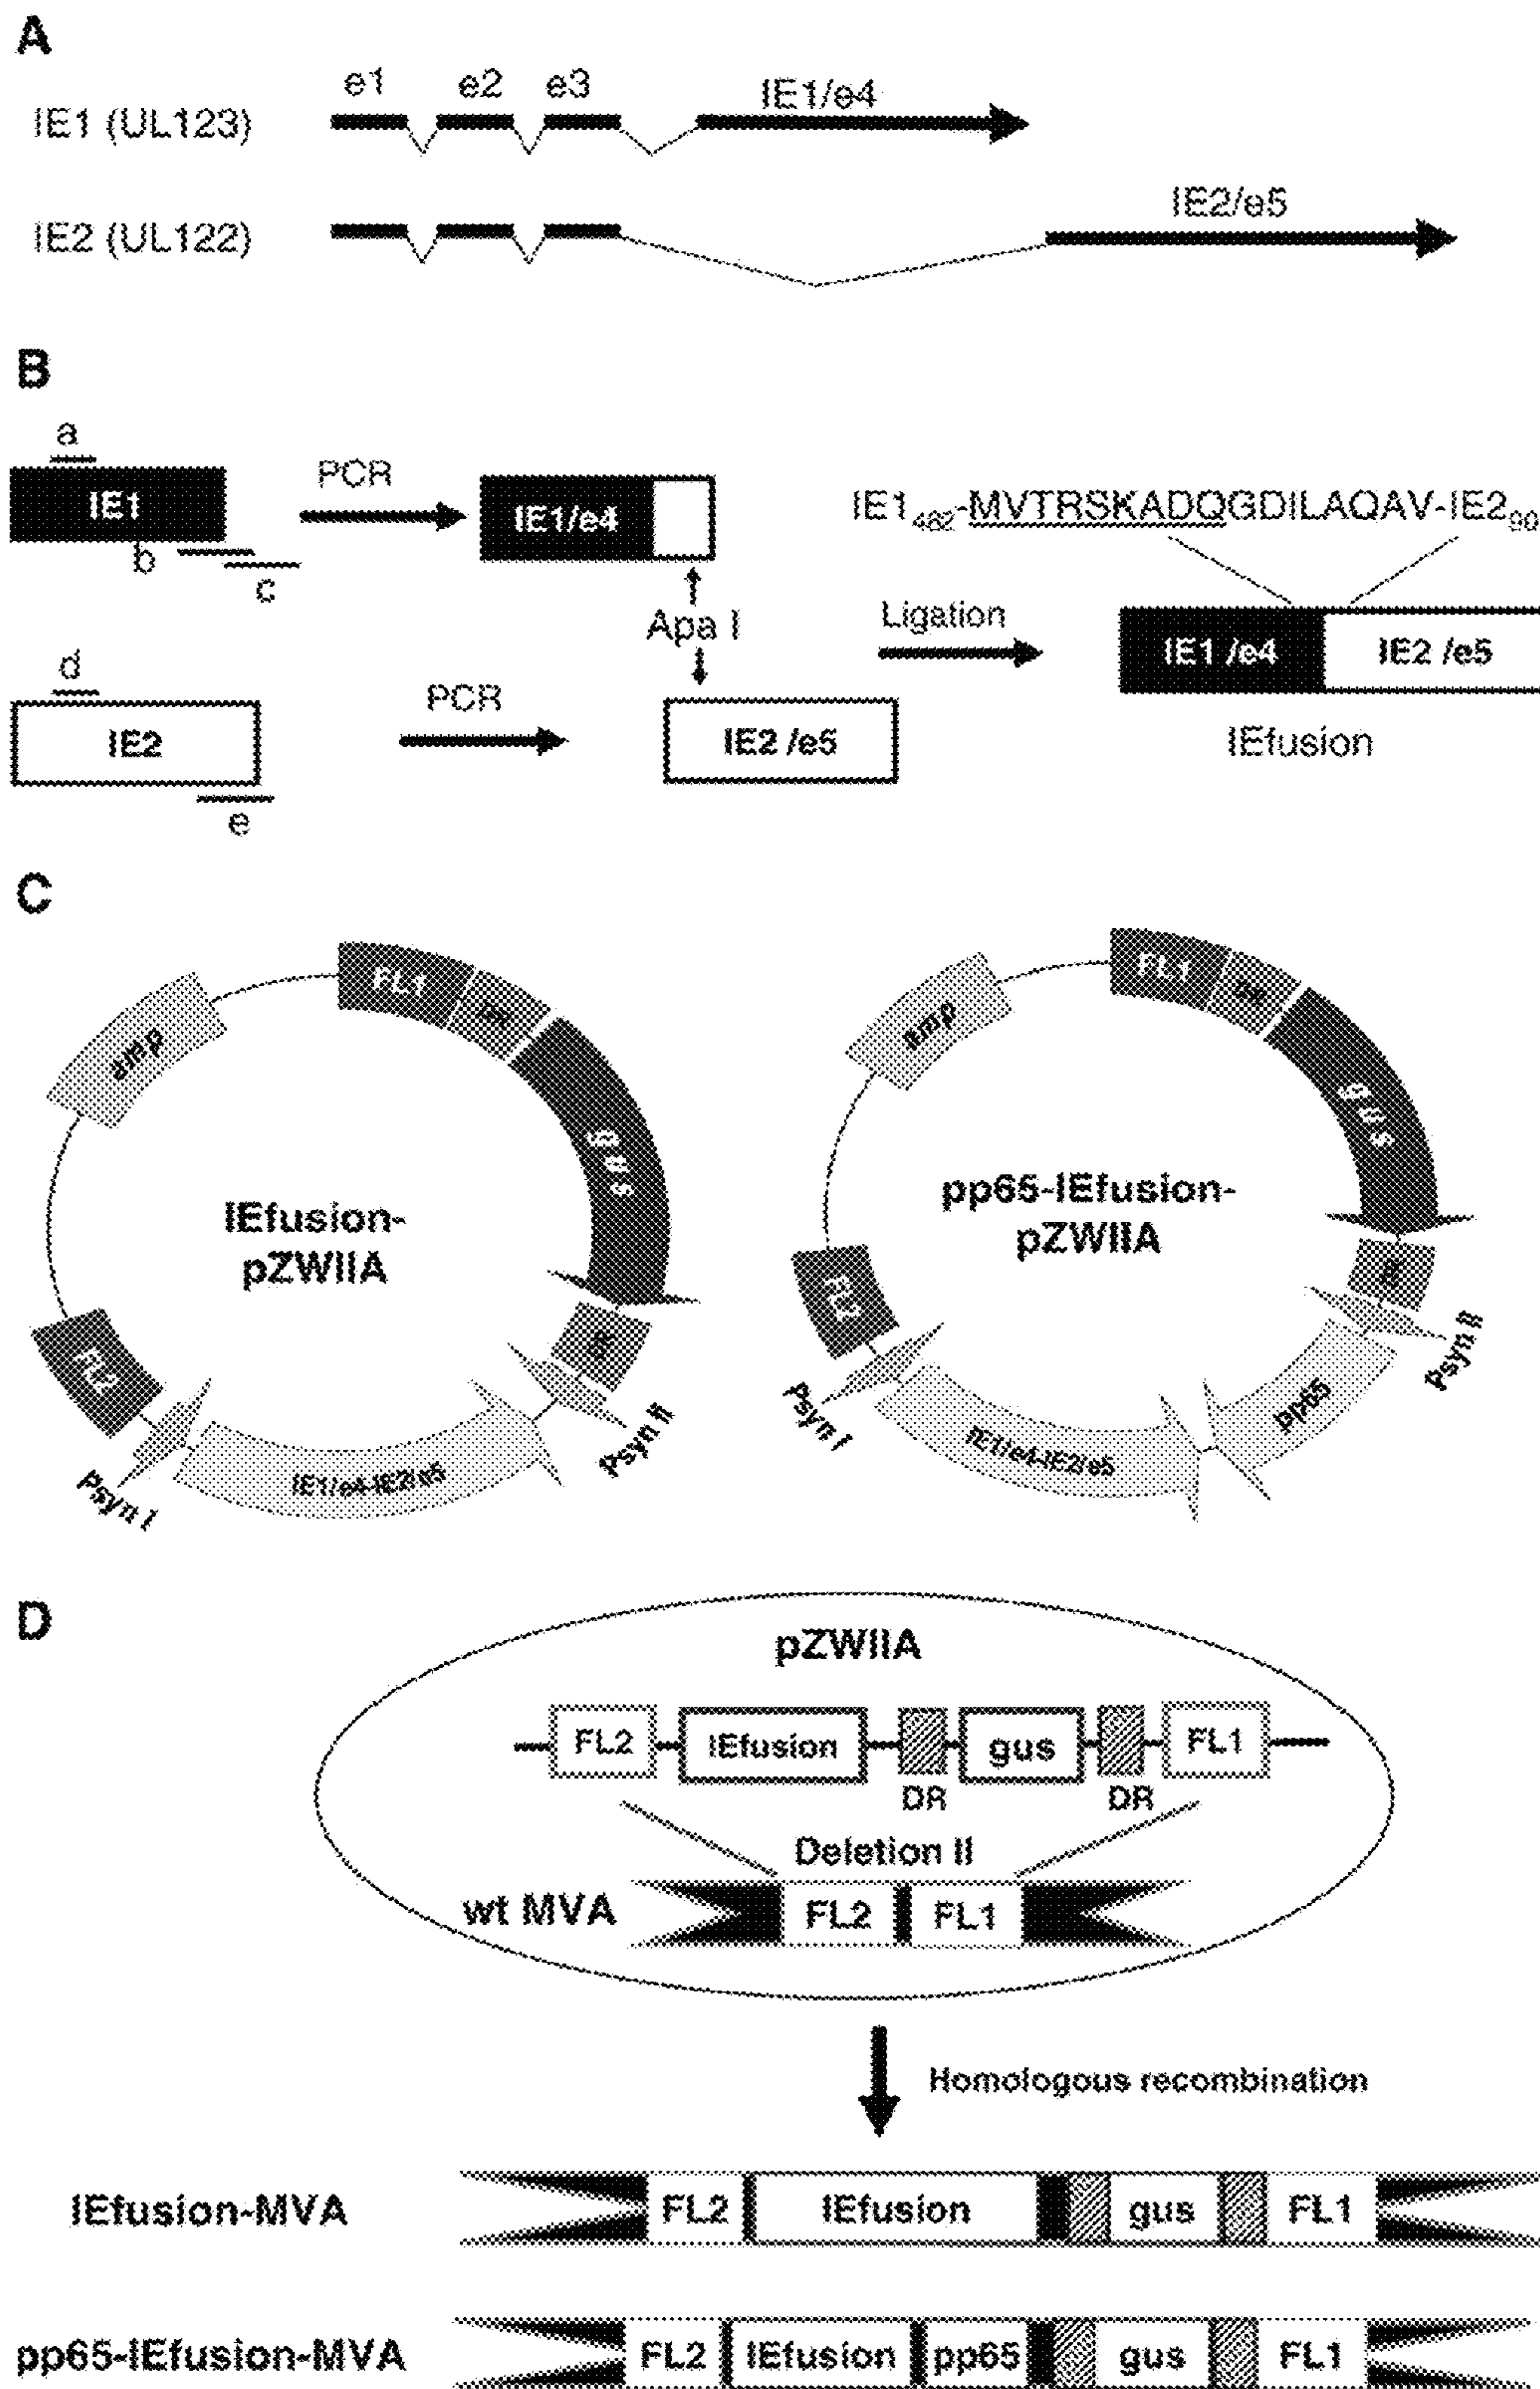 A
e1 e2 e3 IE1/e4
IE1 (UL123)
IE2/e5
IE2 (UL122)
B
a
IE1
b
c
PCR
IE1/e4
IE1482-MVTRSKADQGDILAQAV-IE290
Apa I
Ligation
IE1 /e4 IE2 /e5
IEfusion
d
IE2
e
PCR
IE2 /e5
C
FL1
DR
gus
DR
Psyn II
IE1/e4-IE2/e5
Psyn I
FL2
amp
IEfusion-
pZWIIA
FL1
DR
gus
DR
Psyn II
pp65
IE1/e4-IE2/e5
Psyn I
FL2
amp
pp65-IEfusion-
pZWIIA
D
pZWIIA
FL2 IEfusion gus FL1
DR DR
Deletion II
wt MVA FL2 FL1
Homologous recombination
IEfusion-MVA FL2 IEfusion gus FL1
pp65-IEfusion-MVA FL2 IEfusion pp65 gus FL1